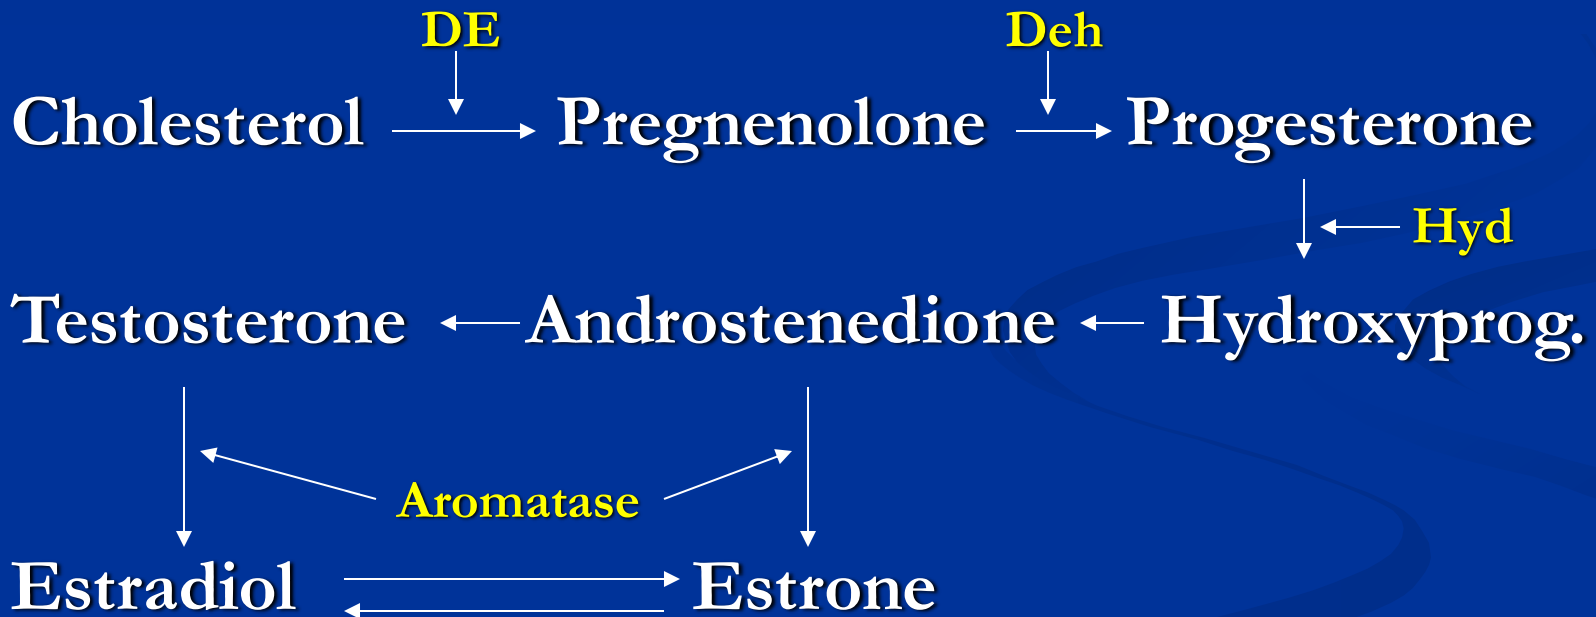 DE Deh
Cholesterol Pregnenolone Progesterone
Hyd
Testosterone Androstenedione Hydroxyprog.
Aromatase
Estradiol Estrone